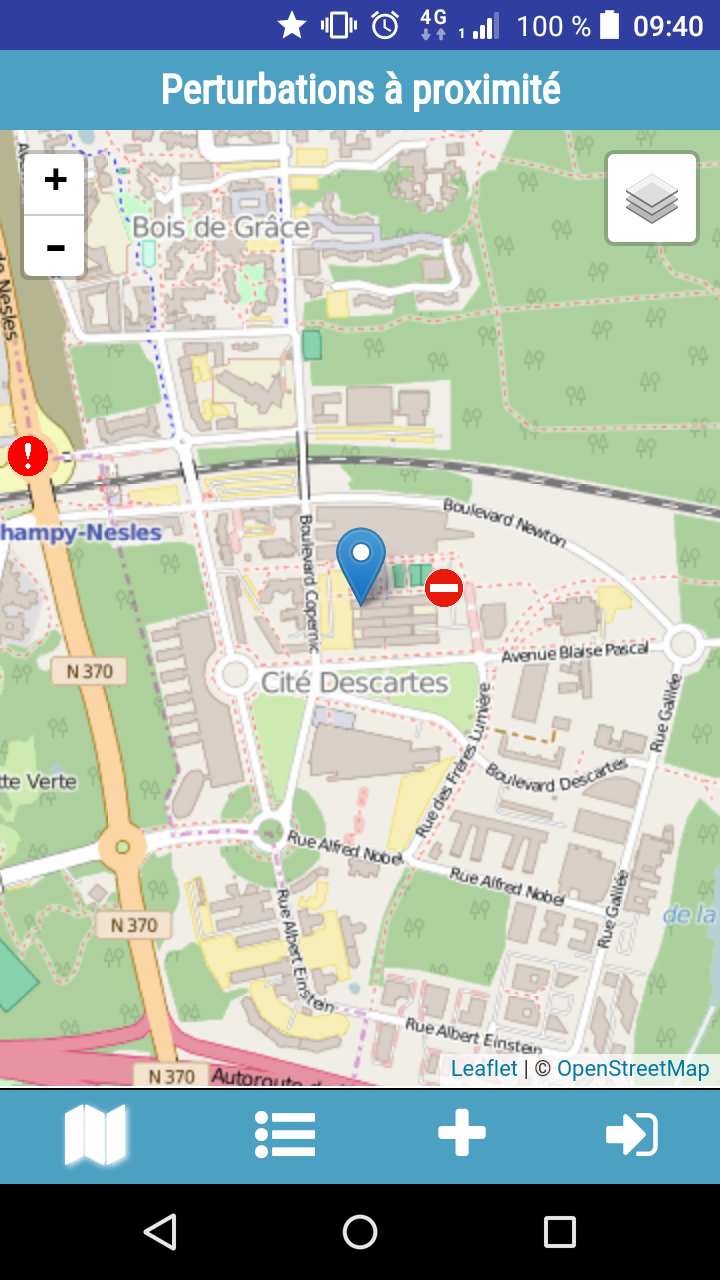 4G 1 100 % 09:40
Perturbations à proximité
+
-
Bois de Grâce
de Nesles
Boulevard Newton
hampy-Nesles
Boulevard Copernic
N 370
Avenue Blaise Pascal
Cité Descartes
Rue Galilée
Rue des Frères Lumière
tte Verte
Boulevard Descartes
Rue Alfred Nobel
Rue Alfred Nobel
Rue Galilée
de la
N 370
Rue Albert Einstein
Rue Albert Einstein
Leaflet | © OpenStreetMap
N 370
Autoroute d